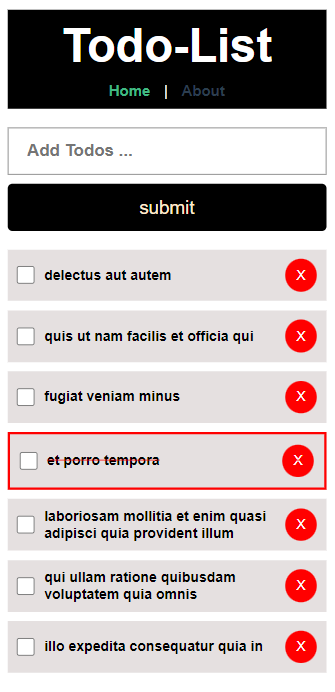 Todo-List
Home | About
Add Todos ...
submit
delectus aut autem X
quis ut nam facilis et officia qui X
fugiat veniam minus X
et porro tempora X
laboriosam mollitia et enim quasi
adipisci quia provident illum X
qui ullam ratione quibusdam
voluptatem quia omnis X
illo expedita consequatur quia in X